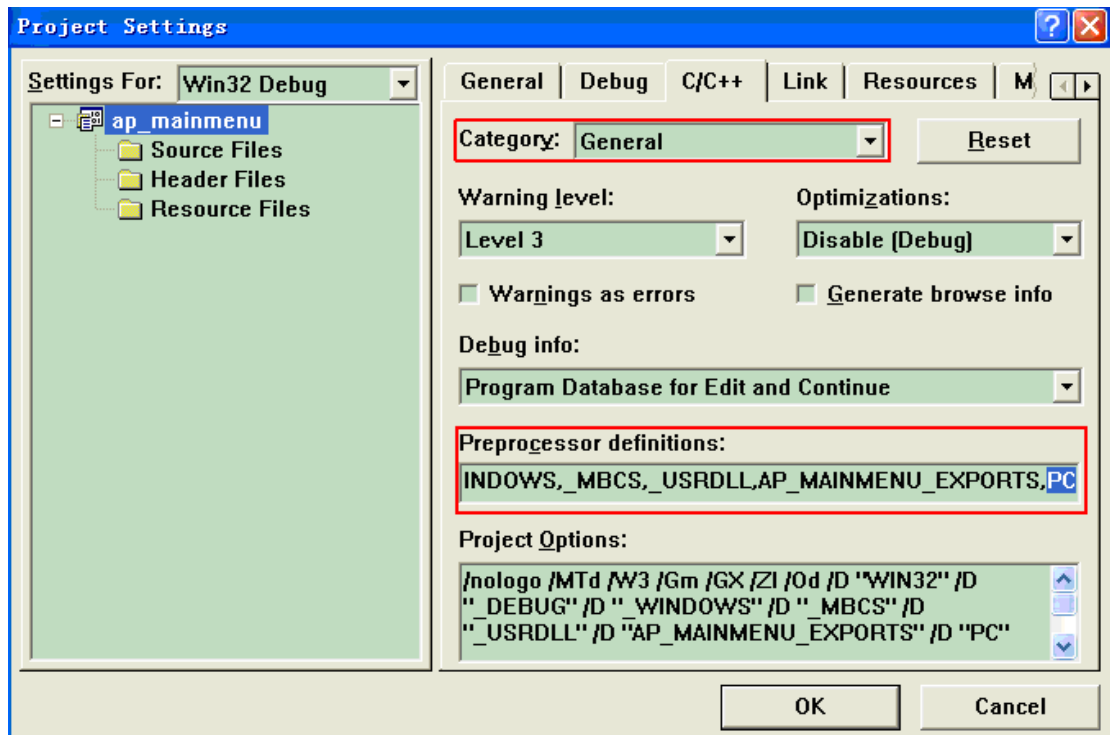 Project Settings
Settings For: Win32 Debug
ap_mainmenu
Source Files
Header Files
Resource Files
General Debug C/C++ Link Resources M
Category: General Reset
Warning level: Optimizations:
Level 3 Disable (Debug)
Warnings as errors Generate browse info
Debug info:
Program Database for Edit and Continue
Preprocessor definitions:
INDOWS,_MBCS,_USRDLL,AP_MAINMENU_EXPORTS,PC
Project Options:
/nologo /MTd /W3 /Gm /GX /ZI /Od /D "WIN32" /D
"_DEBUG" /D "_WINDOWS" /D "_MBCS" /D
"_USRDLL" /D "AP_MAINMENU_EXPORTS" /D "PC"
OK Cancel